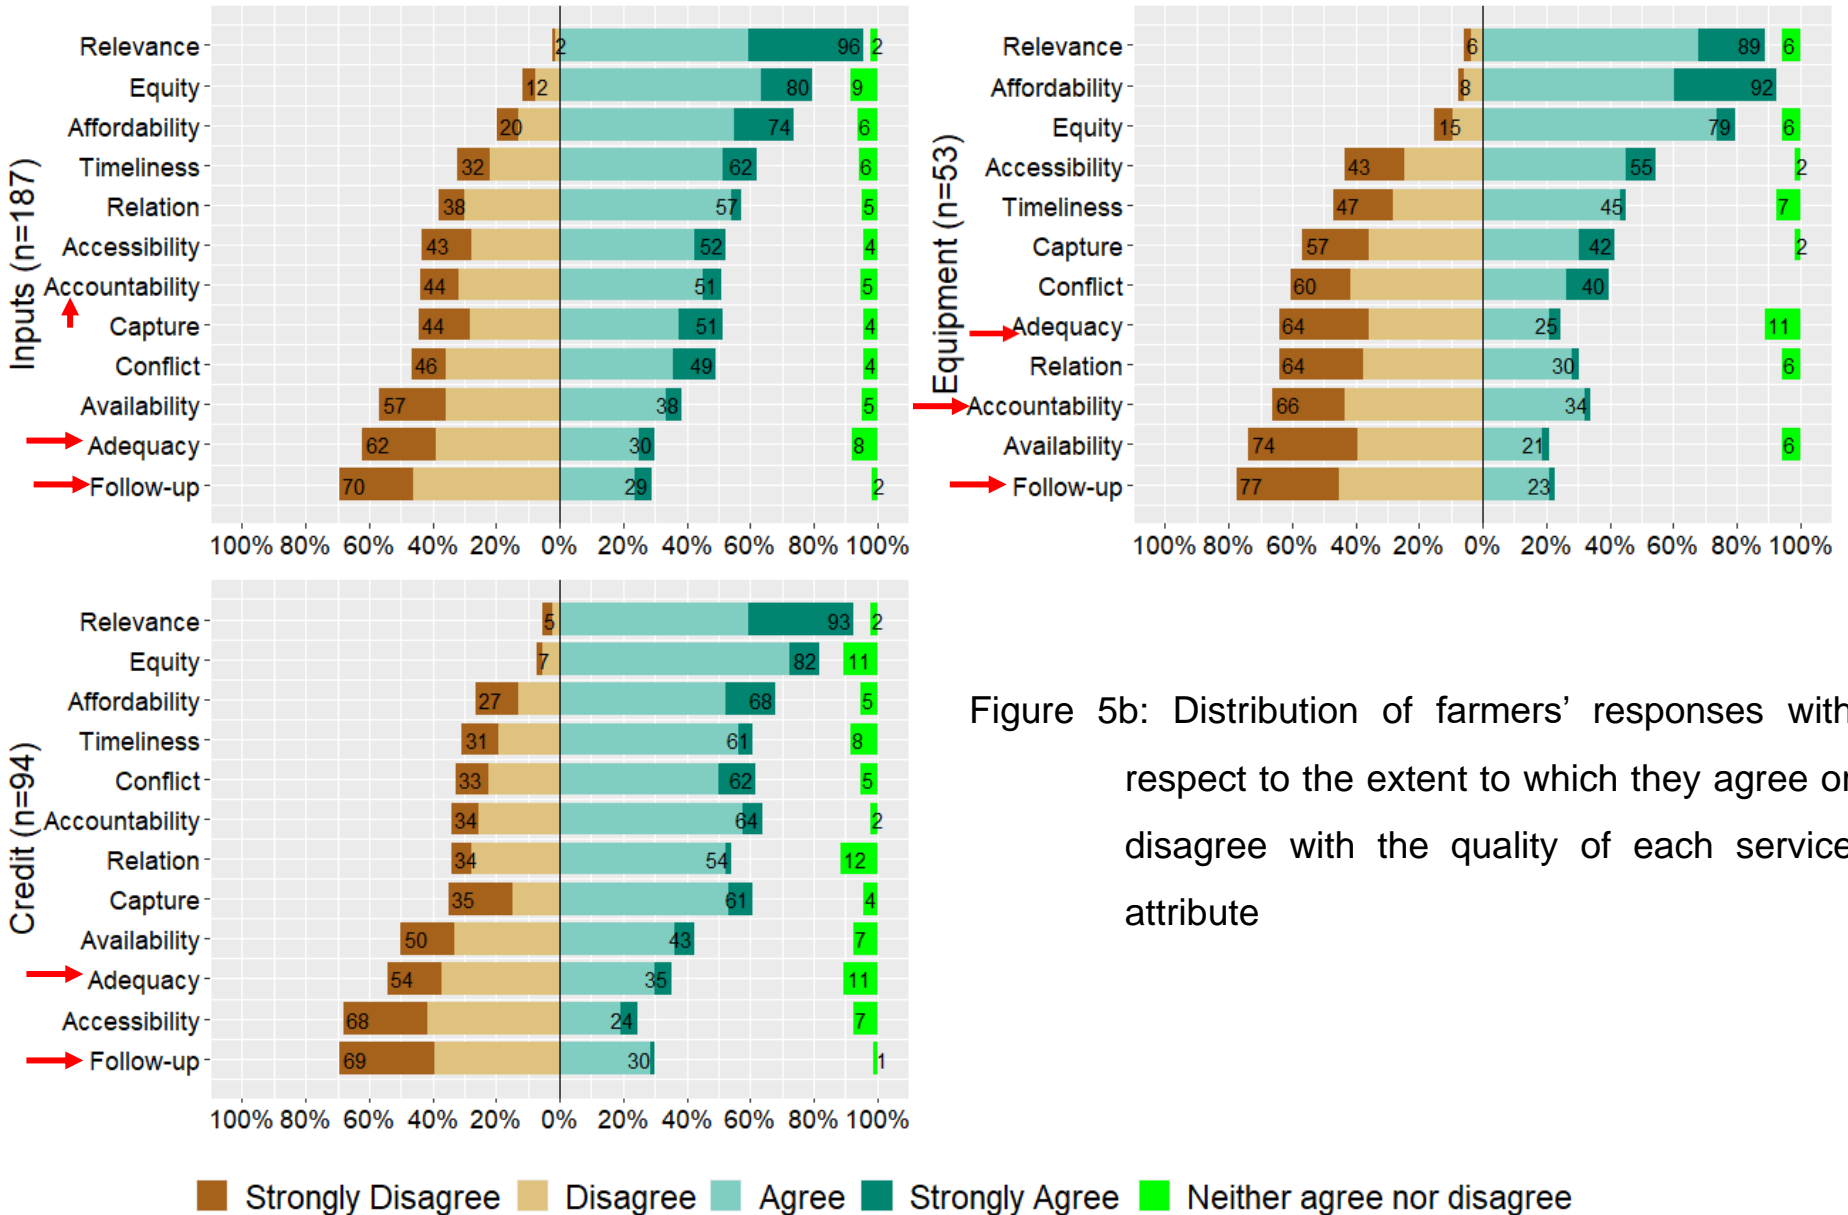 Inputs (n=187)
Relevance 2 96 2
Equity 12 80 9
Affordability 20 74 6
Timeliness 32 62 6
Relation 38 57 5
Accessibility 43 52 4
Accountability 44 51 5
Capture 44 51 4
Conflict 46 49 4
Availability 57 38 5
Adequacy 62 30 8
Follow-up 70 29 2
100% 80% 60% 40% 20% 0% 20% 40% 60% 80% 100%
Equipment (n=53)
Relevance 6 89 6
Affordability 8 92
Equity 15 79 6
Accessibility 43 55 2
Timeliness 47 45 7
Capture 57 42 2
Conflict 60 40
Adequacy 64 25 11
Relation 64 30 6
Accountability 66 34
Availability 74 21 6
Follow-up 77 23
100% 80% 60% 40% 20% 0% 20% 40% 60% 80% 100%
Credit (n=94)
Relevance 5 93 2
Equity 7 82 11
Affordability 27 68 5
Timeliness 31 61 8
Conflict 33 62 5
Accountability 34 64 2
Relation 34 54 12
Capture 35 61 4
Availability 50 43 7
Adequacy 54 35 11
Accessibility 68 24 7
Follow-up 69 30 1
100% 80% 60% 40% 20% 0% 20% 40% 60% 80% 100%
Figure 5b: Distribution of farmers’ responses with
respect to the extent to which they agree or
disagree with the quality of each service
attribute
Strongly Disagree Disagree Agree Strongly Agree Neither agree nor disagree